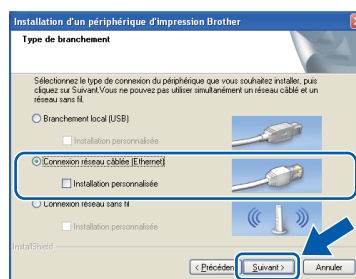 Installation d'un périphérique d'impression Brother
Type de branchement
Sélectionnez le type de connexion du périphérique que vous souhaitez installer, puis
cliquez sur Suivant.Vous ne pouvez pas utiliser simultanément un réseau câblé et un
réseau sans fil.
Branchement local (USB)
Installation personnalisée
Connexion réseau câblée (Ethernet)
Installation personnalisée
Connexion réseau sans fil
Installation personnalisée
InstallShield
< Précéden
Suivant >
Annuler